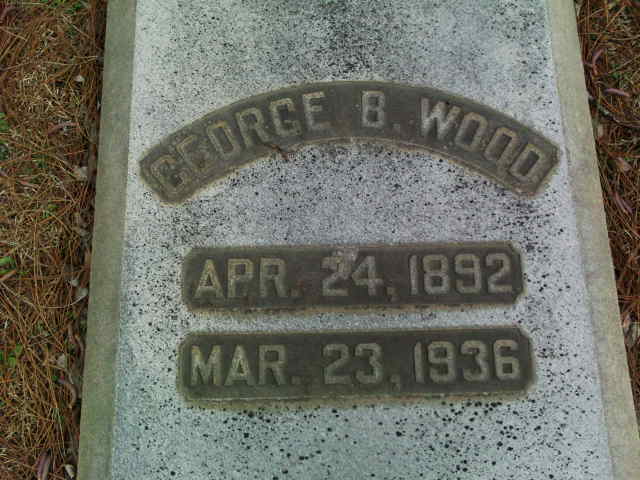 GEORGE B. WOOD
APR. 24, 1892
MAR. 23, 1936